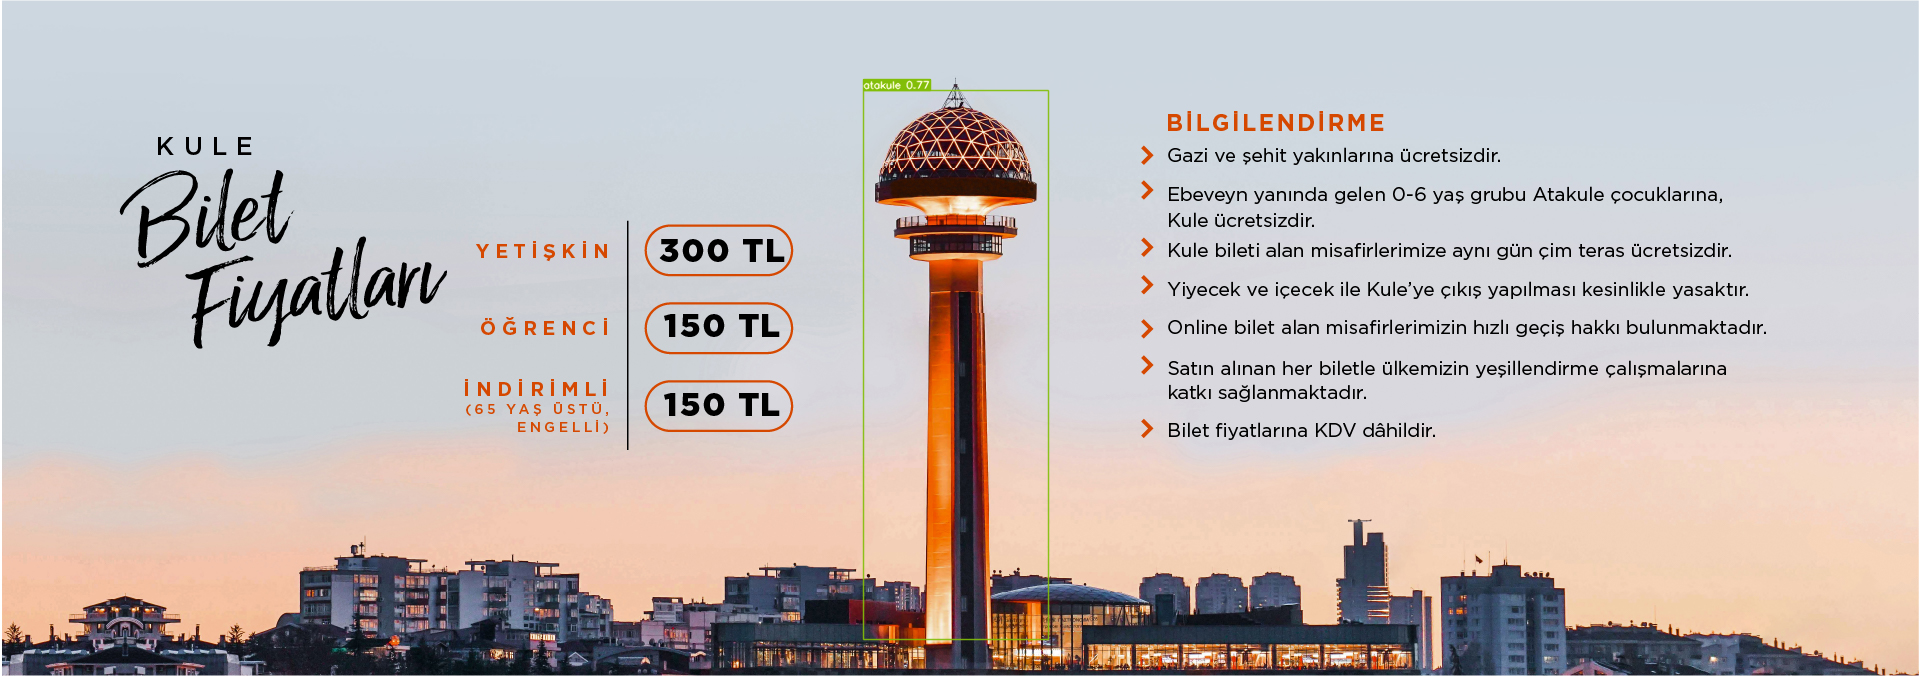 KULE
Bilet
Fiyatları
YETİŞKİN
300 TL
ÖĞRENCİ
150 TL
İNDİRİMLİ
(65 YAŞ ÜSTÜ,
ENGELLİ)
150 TL
atakule 0.77
BİLGİLENDİRME
Gazi ve şehit yakınlarına ücretsizdir.
Ebeveyn yanında gelen 0-6 yaş grubu Atakule çocuklarına,
Kule ücretsizdir.
Kule bileti alan misafirlerimize aynı gün çim teras ücretsizdir.
Yiyecek ve içecek ile Kule’ye çıkış yapılması kesinlikle yasaktır.
Online bilet alan misafirlerimizin hızlı geçiş hakkı bulunmaktadır.
Satın alınan her biletle ülkemizin yeşillendirme çalışmalarına
katkı sağlanmaktadır.
Bilet fiyatlarına KDV dâhildir.